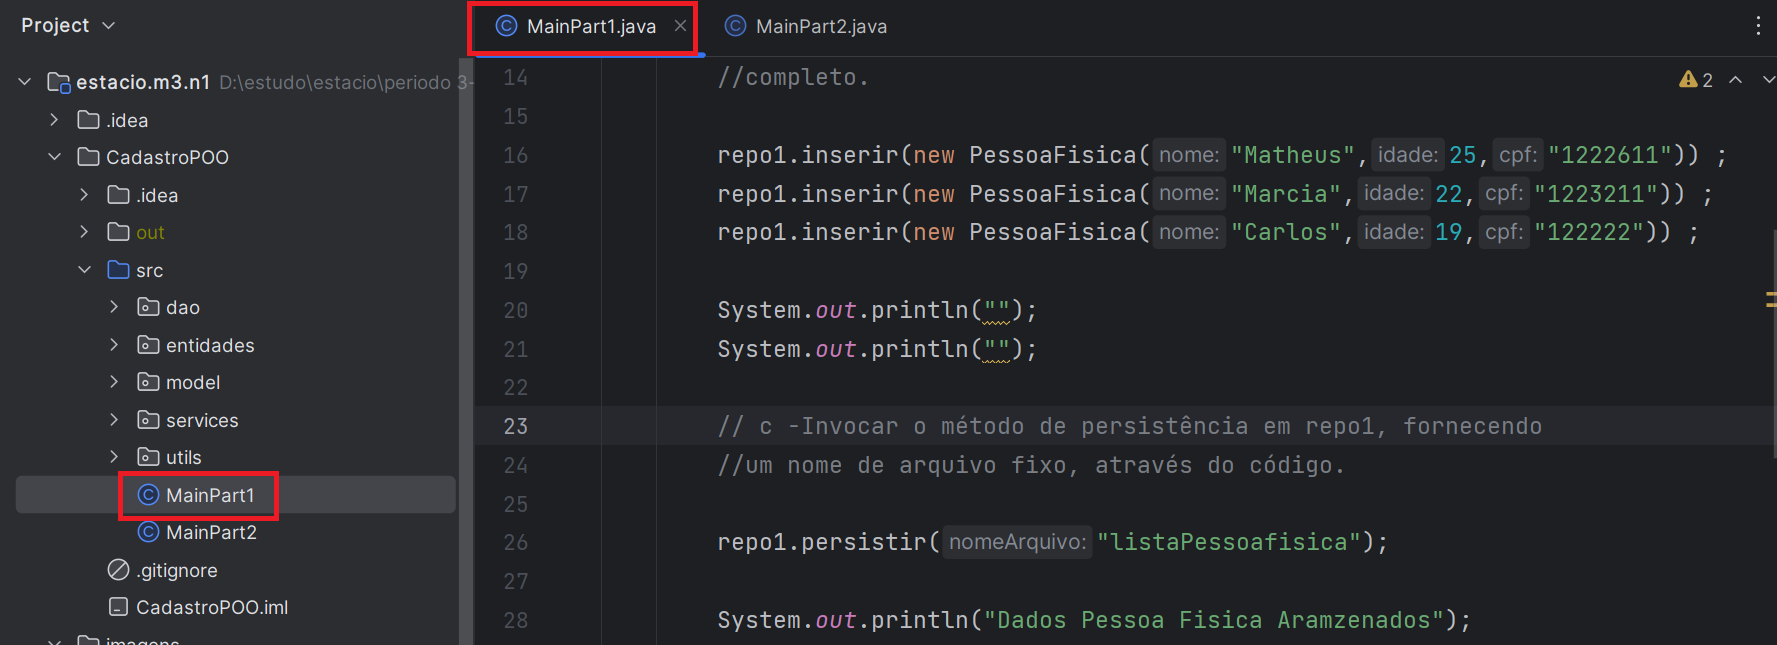 Project
estacio.m3.n1 D:\estudo\estacio\periodo 3-
.idea
CadastroPOO
.idea
out
src
dao
entidades
model
services
utils
MainPart1
MainPart2
.gitignore
CadastroPOO.iml
imagens
MainPart1.java
MainPart2.java
2
14 //completo.
15
16 repo1.inserir(new PessoaFisica( nome: "Matheus", idade: 25, cpf: "1222611")) ;
17 repo1.inserir(new PessoaFisica( nome: "Marcia", idade: 22, cpf: "1223211")) ;
18 repo1.inserir(new PessoaFisica( nome: "Carlos", idade: 19, cpf: "122222")) ;
19
20 System.out.println("");
21 System.out.println("");
22
23 // c -Invocar o método de persistência em repo1, fornecendo
24 //um nome de arquivo fixo, através do código.
25
26 repo1.persistir( nomeArquivo: "listaPessoafisica");
27
28 System.out.println("Dados Pessoa Fisica Aramzenados");